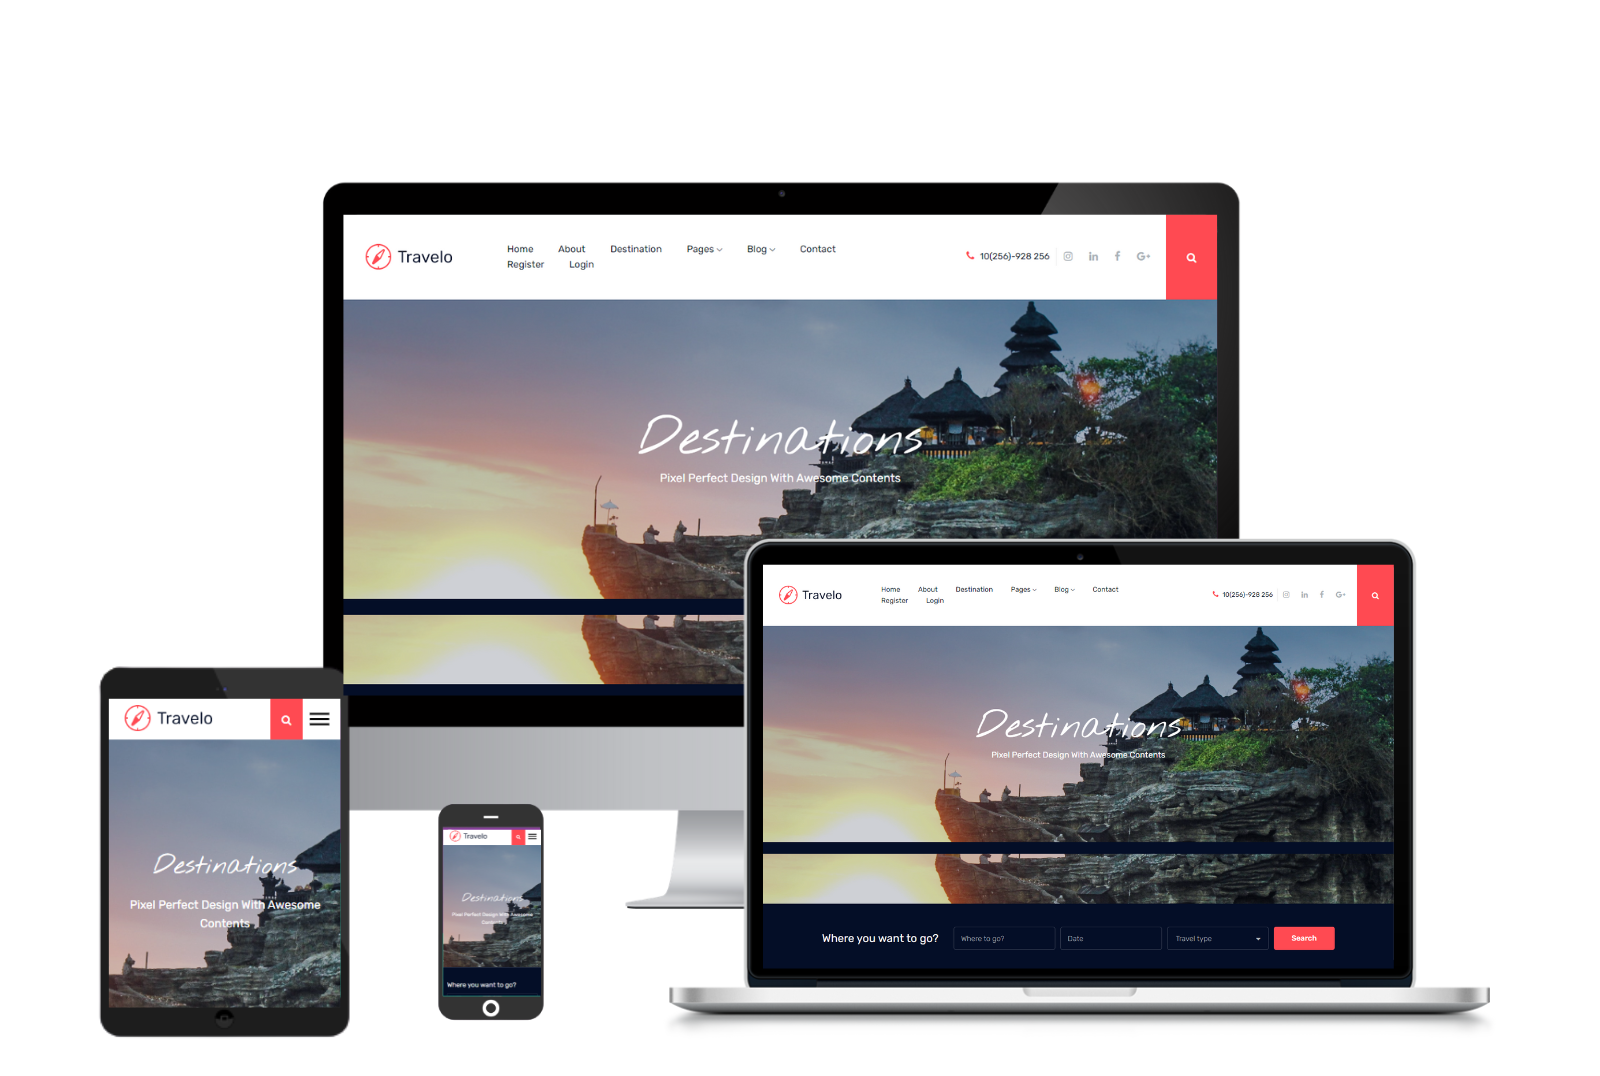 Travelo
Home About Destination Pages Blog Contact
Register Login
10(256)-928 256
Destinations
Pixel Perfect Design With Awesome Contents
Travelo
Home About Destination Pages Blog Contact
Register Login
10(256)-928 256
Destinations
Pixel Perfect Design With Awesome Contents
Where you want to go? Where to go? Date Travel type Search
Travelo
Destinations
Pixel Perfect Design With Awesome
Contents
Travelo
Destinations
Pixel Perfect Design With Awesome
Contents
Where you want to go?